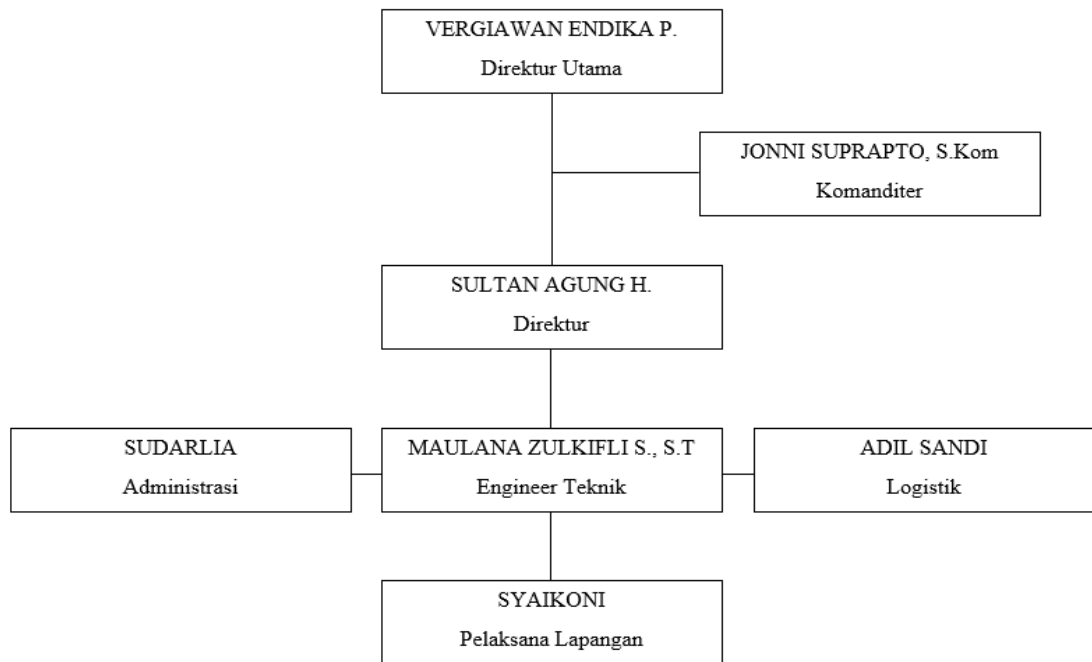 VERGIAWAN ENDIKA P.
Direktur Utama
JONNI SUPRAPTO, S.Kom
Komanditer
SULTAN AGUNG H.
Direktur
SUDARLIA
Administrasi
MAULANA ZULKIFLI S., S.T
Engineer Teknik
ADIL SANDI
Logistik
SYAIKONI
Pelaksana Lapangan